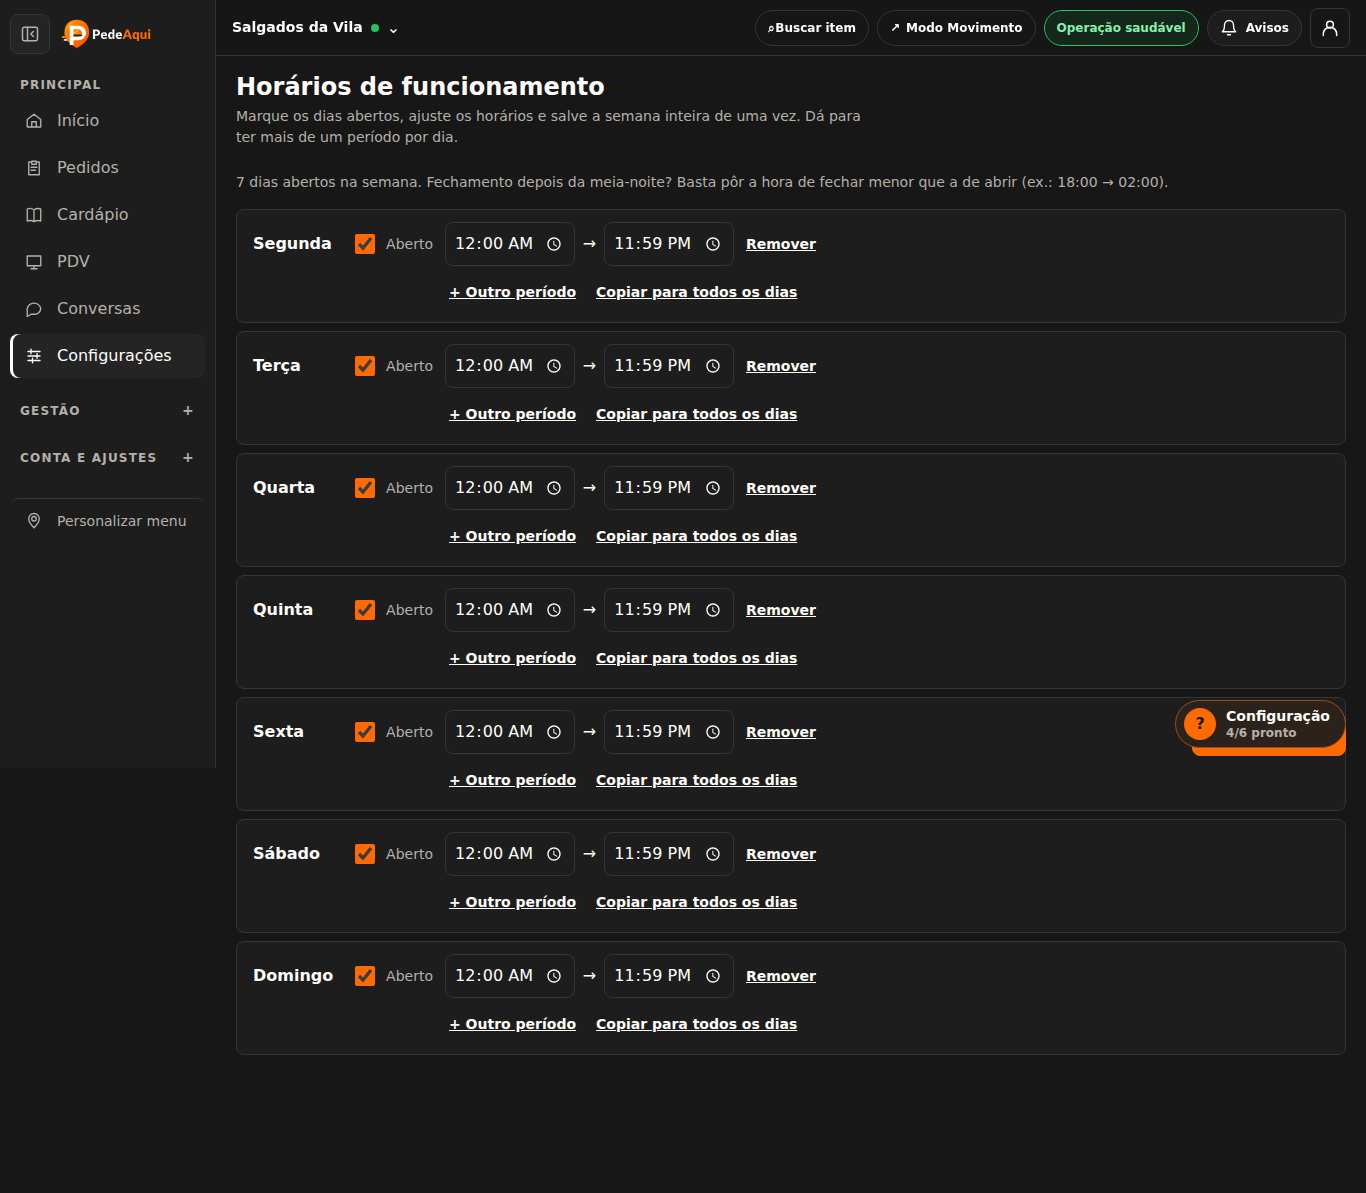 PedeAqui
PRINCIPAL
Início
Pedidos
Cardápio
PDV
Conversas
Configurações
GESTÃO +
CONTA E AJUSTES +
Personalizar menu
Salgados da Vila
Buscar item
↗ Modo Movimento
Operação saudável
Avisos
Horários de funcionamento
Marque os dias abertos, ajuste os horários e salve a semana inteira de uma vez. Dá para
ter mais de um período por dia.
7 dias abertos na semana. Fechamento depois da meia-noite? Basta pôr a hora de fechar menor que a de abrir (ex.: 18:00 → 02:00).
Segunda Aberto 12:00 AM → 11:59 PM Remover
+ Outro período Copiar para todos os dias
Terça Aberto 12:00 AM → 11:59 PM Remover
+ Outro período Copiar para todos os dias
Quarta Aberto 12:00 AM → 11:59 PM Remover
+ Outro período Copiar para todos os dias
Quinta Aberto 12:00 AM → 11:59 PM Remover
+ Outro período Copiar para todos os dias
Sexta Aberto 12:00 AM → 11:59 PM Remover
+ Outro período Copiar para todos os dias
? Configuração
4/6 pronto
Sábado Aberto 12:00 AM → 11:59 PM Remover
+ Outro período Copiar para todos os dias
Domingo Aberto 12:00 AM → 11:59 PM Remover
+ Outro período Copiar para todos os dias